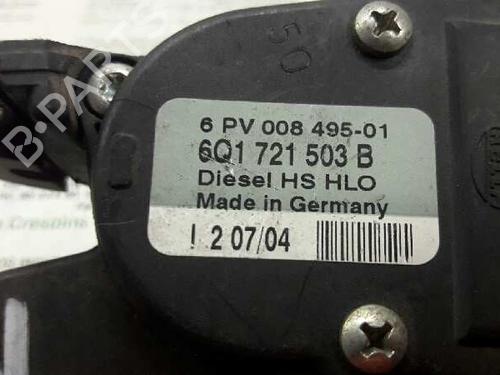 50
B-PARTS
6 PV 008 495-01
6Q1 721 503 B
Diesel HS HLO
Made in Germany
I 2 07/04